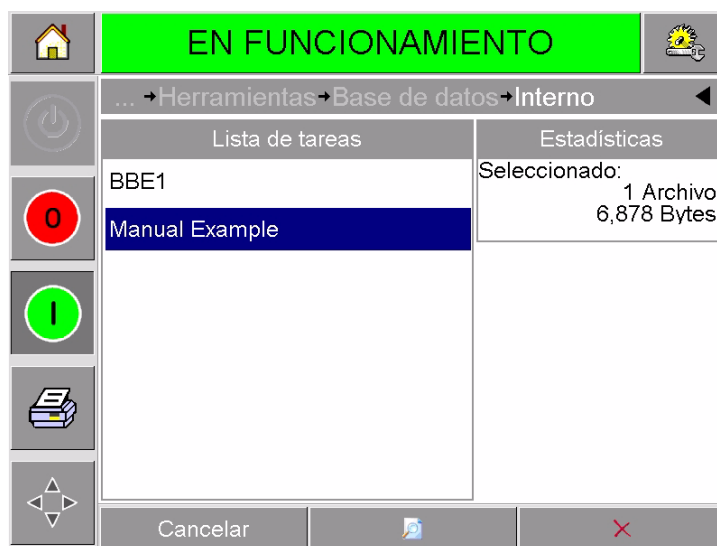 EN FUNCIONAMIENTO
... →Herramientas→Base de datos→Interno
Lista de tareas
Estadísticas
BBE1
Manual Example
Seleccionado:
1 Archivo
6,878 Bytes
0
I
Cancelar